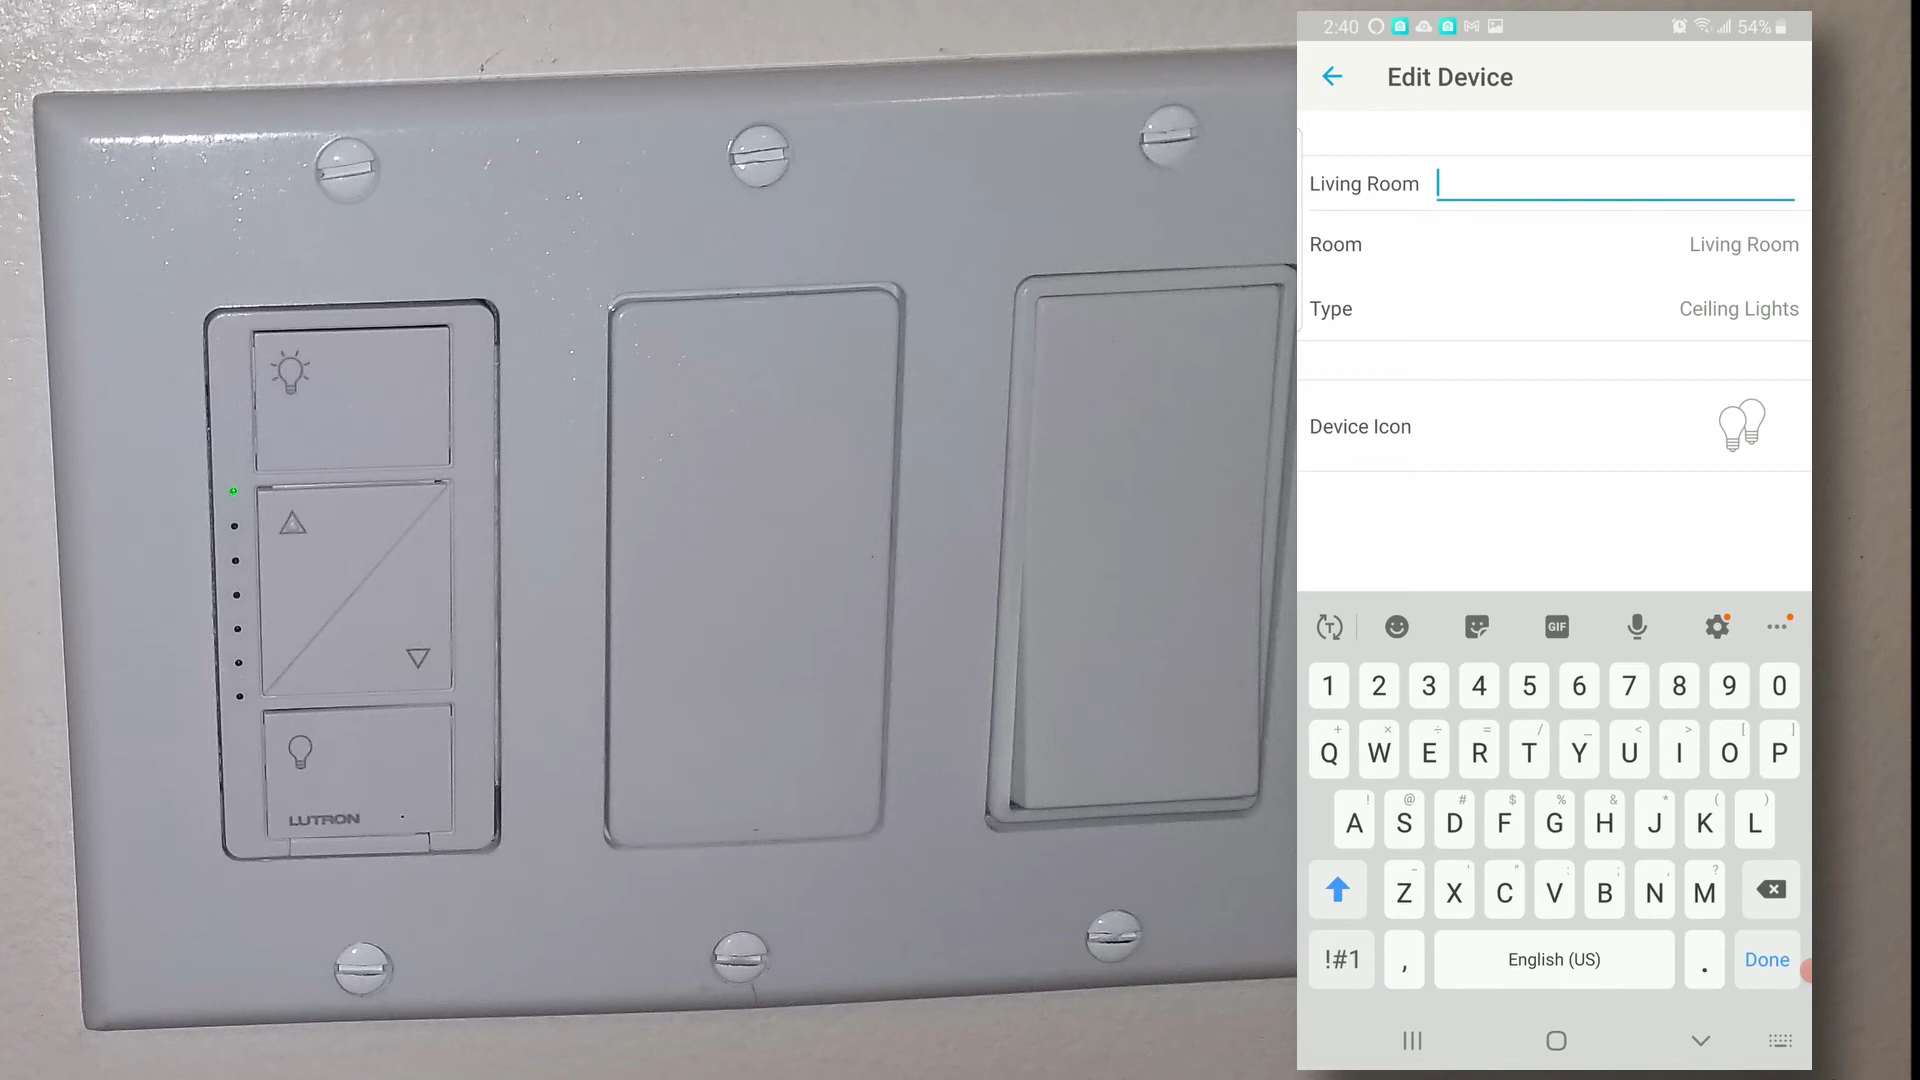 LUTRON
2:40 54%
Edit Device
Living Room
Room Living Room
Type Ceiling Lights
Device Icon
T GIF
1 2 3 4 5 6 7 8 9 0
+ × ÷ = / _ < > [ ]
Q W E R T Y U I O P
! @ # $ % & * ( )
A S D F G H J K L
- ' " : ; , ?
Z X C V B N M
!#1 , English (US) . Done